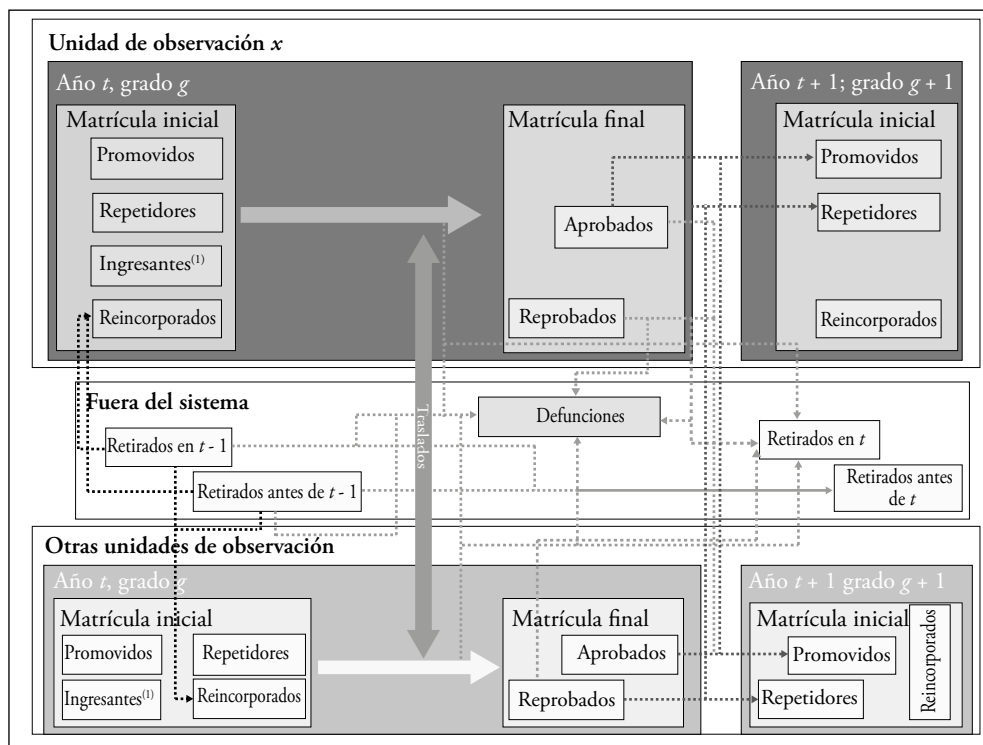 Unidad de observación x
Año t, grado g
Matrícula inicial
Promovidos
Repetidores
Ingresantes(1)
Reincorporados
Matrícula final
Aprobados
Reprobados
Año t + 1; grado g + 1
Matrícula inicial
Promovidos
Repetidores
Reincorporados
Traslados
Fuera del sistema
Retirados en t - 1
Retirados antes de t - 1
Defunciones
Retirados en t
Retirados antes
de t
Otras unidades de observación
Año t, grado g
Matrícula inicial
Promovidos
Repetidores
Ingresantes(1)
Reincorporados
Matrícula final
Aprobados
Reprobados
Año t + 1 grado g + 1
Matrícula inicial
Promovidos
Repetidores
Reincorporados